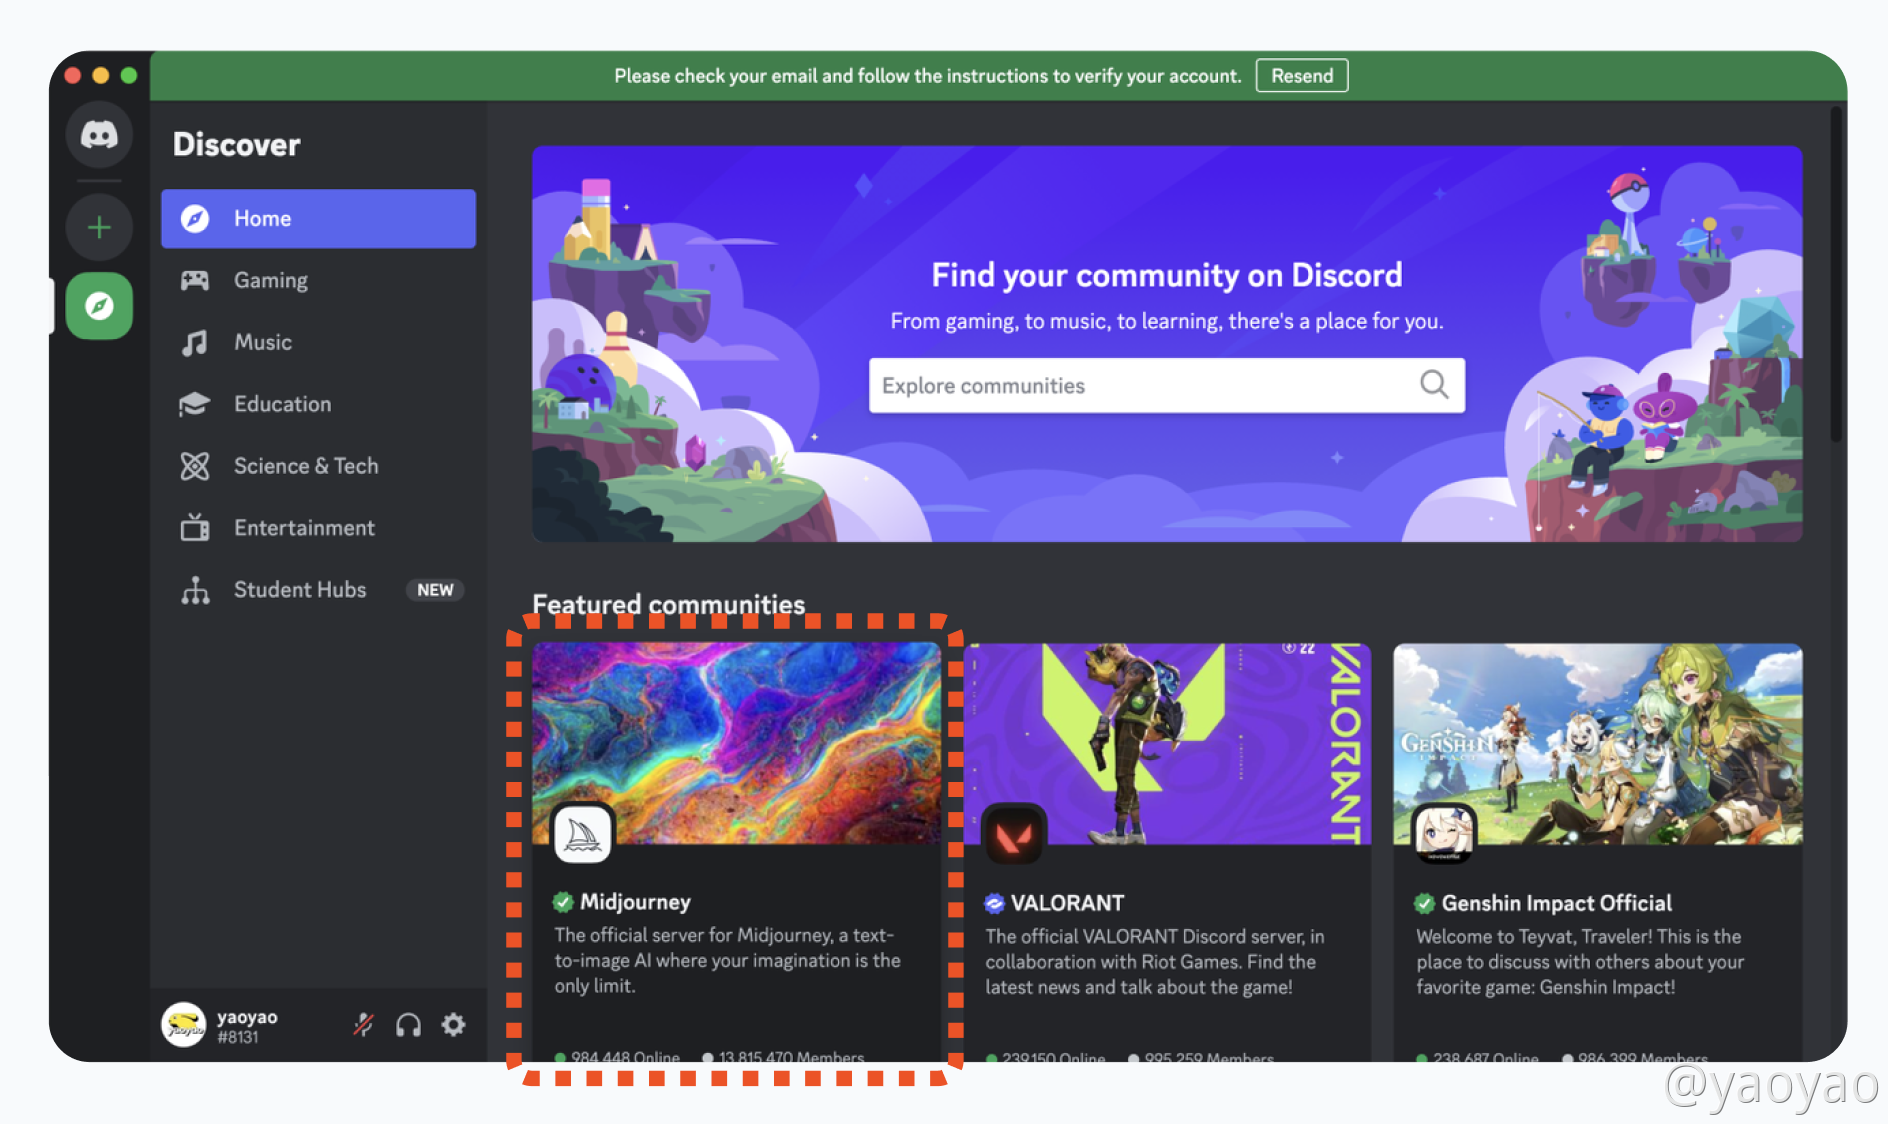 Please check your email and follow the instructions to verify your account. Resend
Discover
Home
Gaming
Music
Education
Science & Tech
Entertainment
Student Hubs NEW
yaoyao
#8131
Find your community on Discord
From gaming, to music, to learning, there's a place for you.
Explore communities
Featured communities
Midjourney
The official server for Midjourney, a text-
to-image AI where your imagination is the
only limit.
984,448 Online 13,815,470 Members
22
VALORANT
VALORANT
The official VALORANT Discord server, in
collaboration with Riot Games. Find the
latest news and talk about the game!
239,150 Online 995,259 Members
GENSHIN
IMPACT
Genshin Impact Official
Welcome to Teyvat, Traveler! This is the
place to discuss with others about your
favorite game: Genshin Impact!
238,687 Online 986,399 Members
@yaoyao